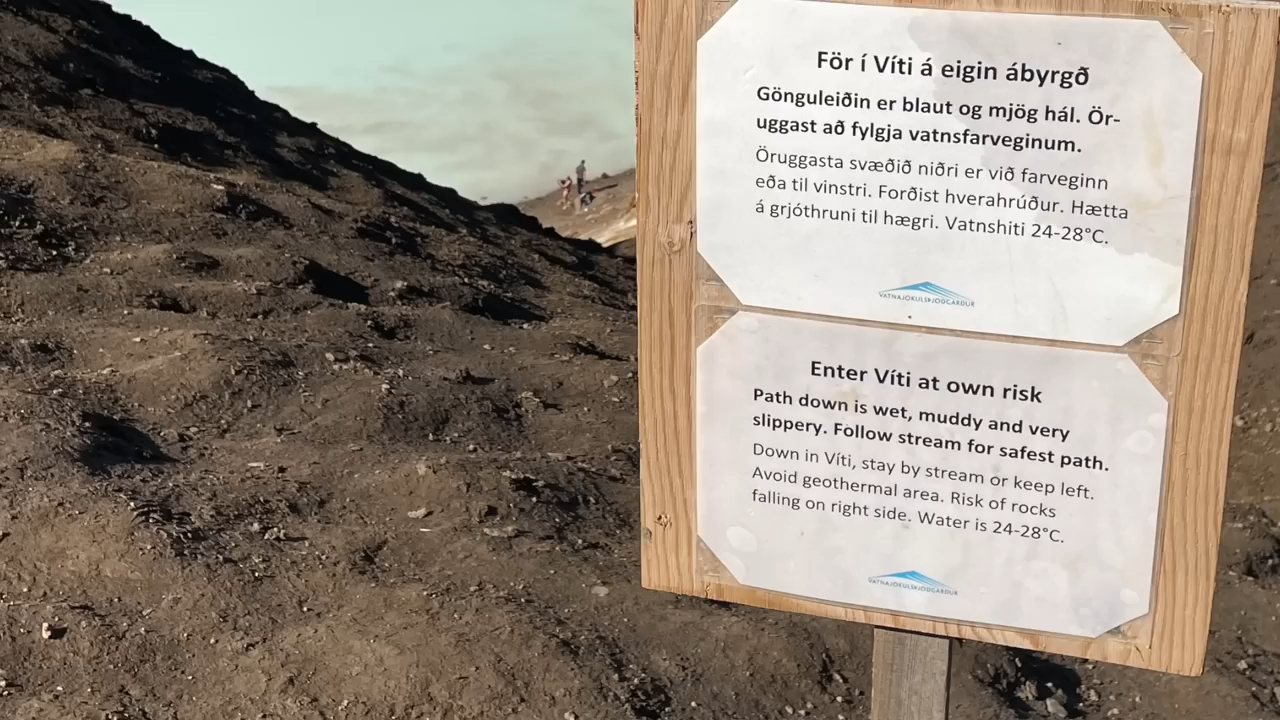 För í Víti á eigin ábyrgð
Gönguleiðin er blaut og mjög hál. Ör-
uggast að fylgja vatnsfarveginum.
Öruggasta svæðið niðri er við farveginn
eða til vinstri. Forðist hverahrúður. Hætta
á grjóthruni til hægri. Vatnshiti 24-28°C.
VATNAJÖKULSÞJÓÐGARÐUR
Enter Víti at own risk
Path down is wet, muddy and very
slippery. Follow stream for safest path.
Down in Víti, stay by stream or keep left.
Avoid geothermal area. Risk of rocks
falling on right side. Water is 24-28°C.
VATNAJÖKULSÞJÓÐGARÐUR